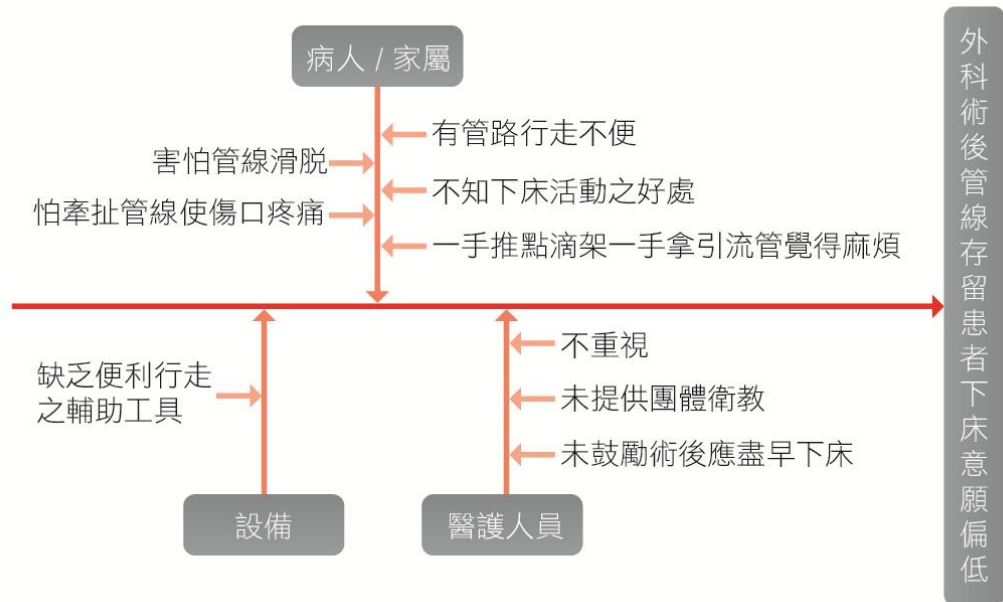 病人 / 家屬
有管路行走不便
害怕管線滑脫
不知下床活動之好處
怕牽扯管線使傷口疼痛
一手推點滴架一手拿引流管覺得麻煩
缺乏便利行走
之輔助工具
不重視
未提供團體衛教
未鼓勵術後應盡早下床
設備
醫護人員
外科術後管線存留患者下床意願偏低